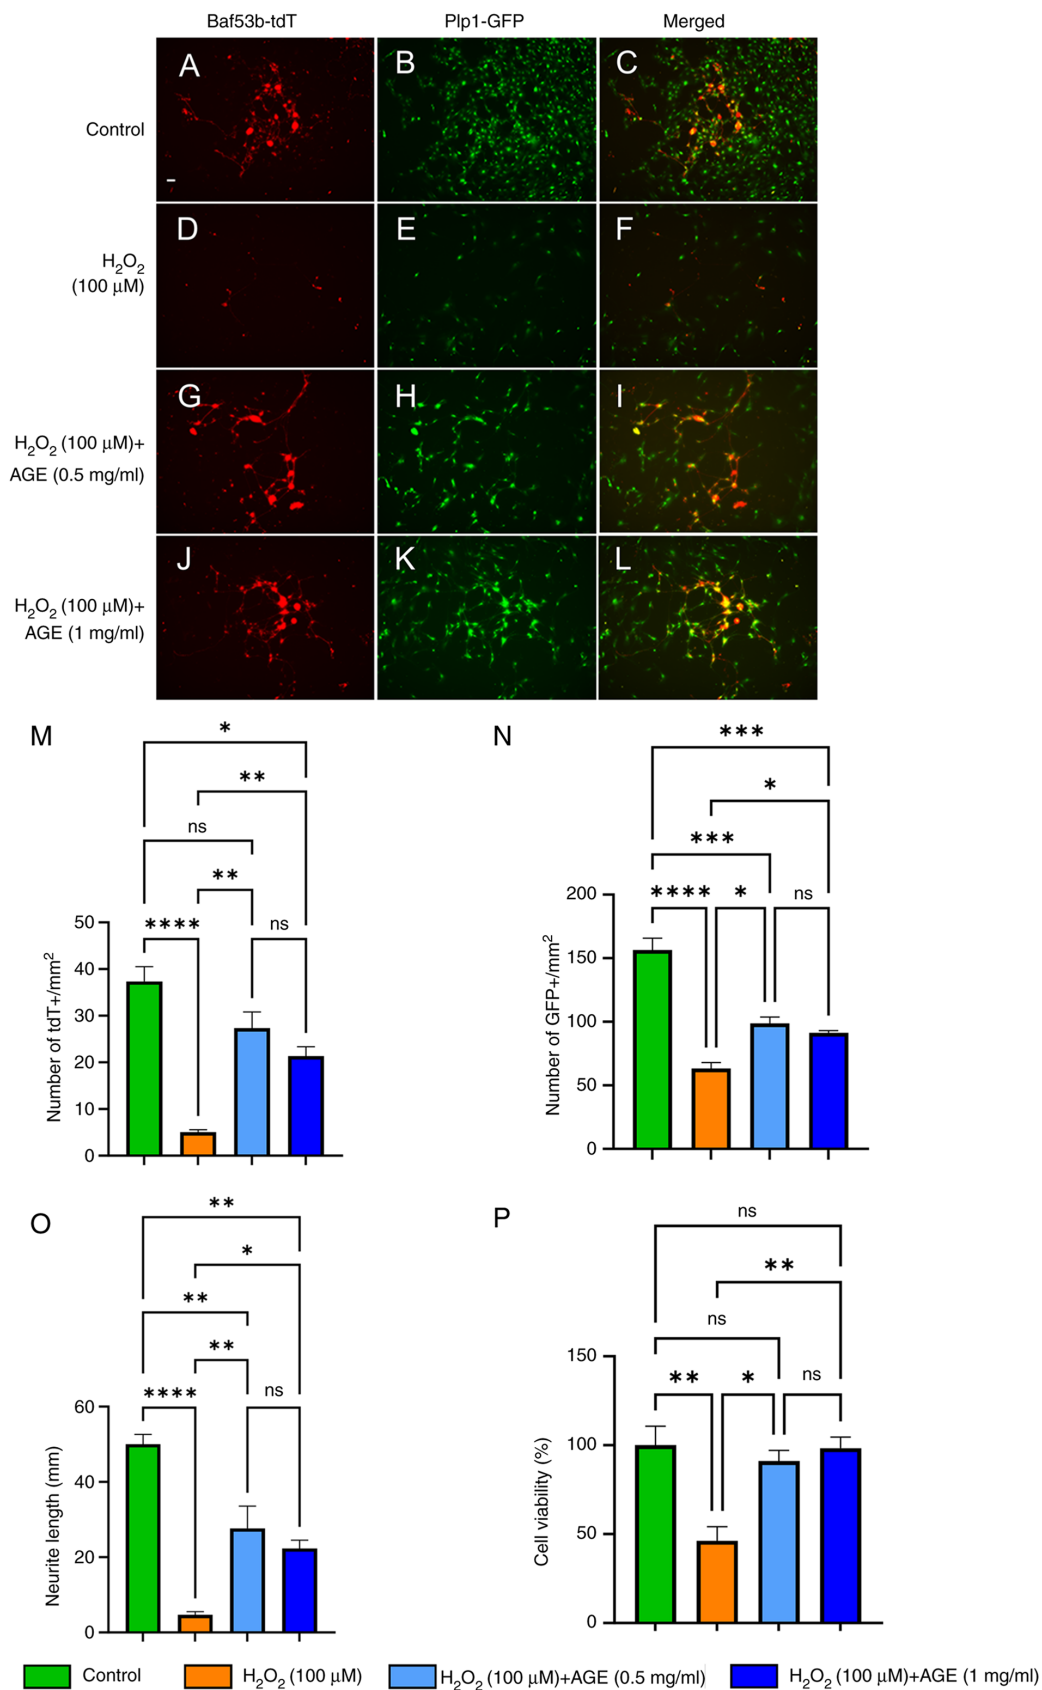 Baf53b-tdT Plp1-GFP Merged
A B C
Control
D E F
H₂O₂
(100 µM)
G H I
H₂O₂ (100 µM)+
AGE (0.5 mg/ml)
J K L
H₂O₂ (100 µM)+
AGE (1 mg/ml)
M
*
**
ns
**
**** ns
50
40
30
20
10
0
Number of tdT+/mm²
N
***
*
***
**** * ns
200
150
100
50
0
Number of GFP+/mm²
O
**
*
**
**
**** ns
60
40
20
0
Neurite length (mm)
P
ns
**
ns
** * ns
150
100
50
0
Cell viability (%)
Control H₂O₂ (100 µM) H₂O₂ (100 µM)+AGE (0.5 mg/ml) H₂O₂ (100 µM)+AGE (1 mg/ml)